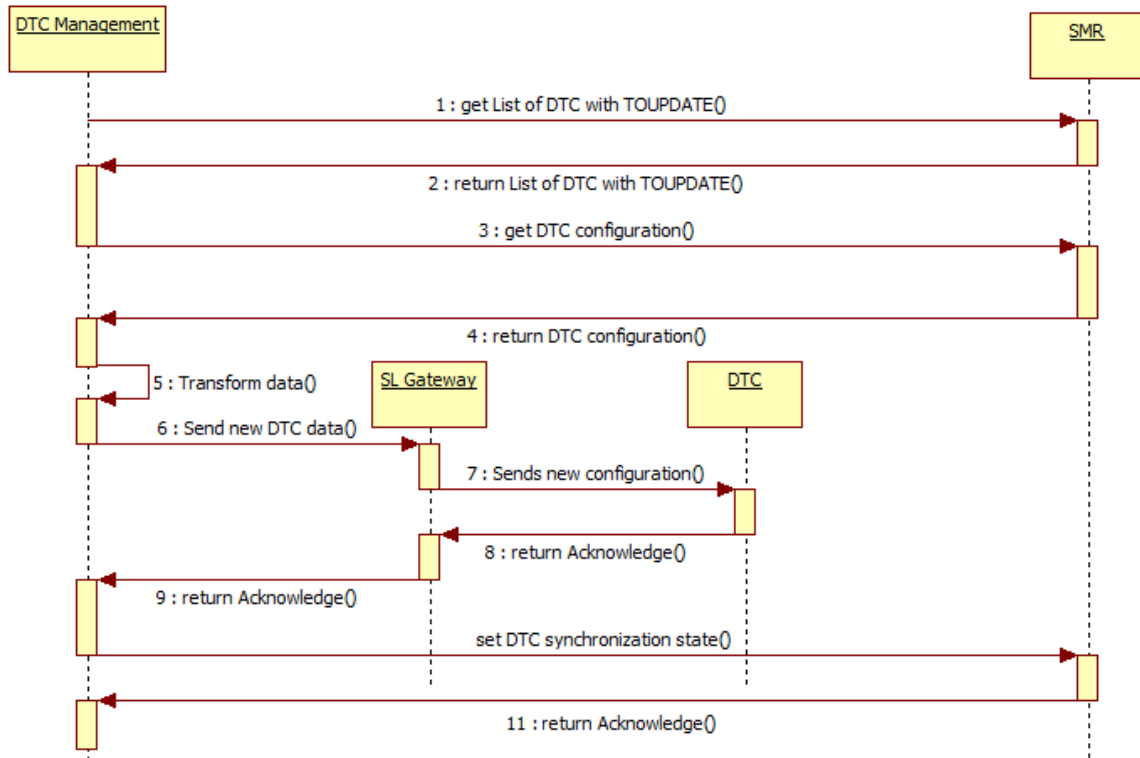 DTC Management
SMR
1 : get List of DTC with TOUPDATE()
2 : return List of DTC with TOUPDATE()
3 : get DTC configuration()
4 : return DTC configuration()
5 : Transform data()
SL Gateway
DTC
6 : Send new DTC data()
7 : Sends new configuration()
8 : return Acknowledge()
9 : return Acknowledge()
set DTC synchronization state()
11 : return Acknowledge()